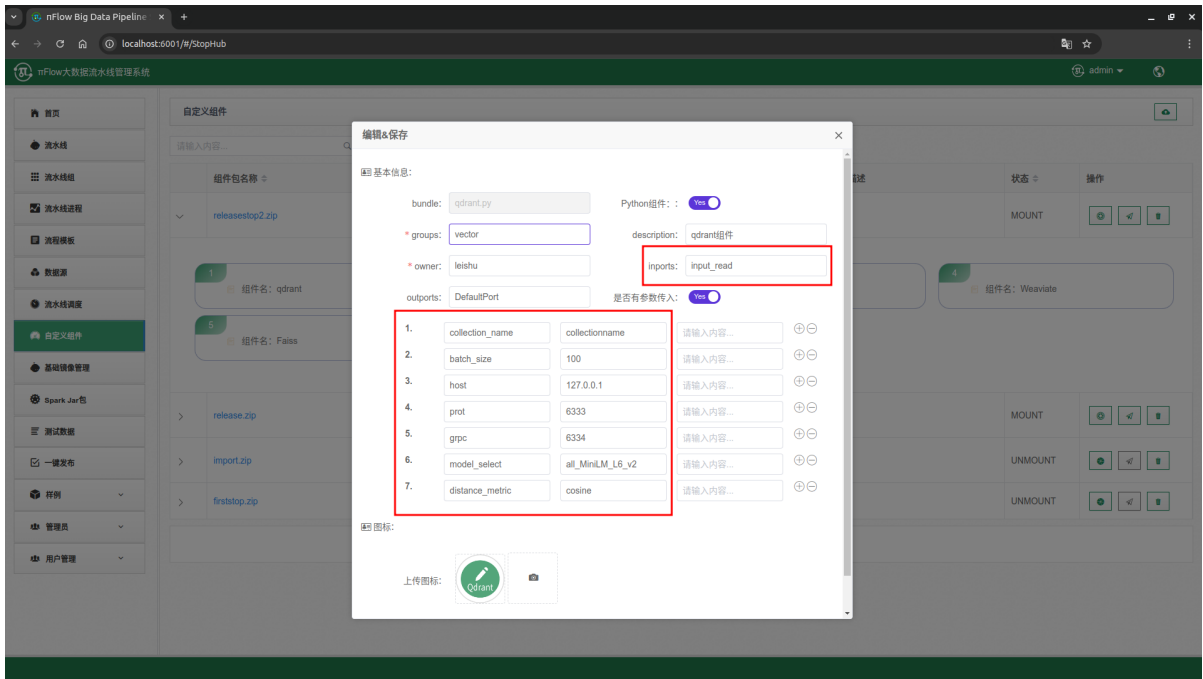 πFlow Big Data Pipeline
localhost:6001/#/StopHub
πFlow大数据流水线管理系统
admin
首页
流水线
流水线组
流水线进程
流程模板
数据源
流水线调度
自定义组件
基础镜像管理
Spark Jar包
测试数据
一键发布
样例
管理员
用户管理
自定义组件
请输入内容...
组件包名称
描述
状态
操作
releasestop2.zip
MOUNT
1
组件名：qdrant
4
组件名：Weaviate
5
组件名：Faiss
release.zip
MOUNT
import.zip
UNMOUNT
firststop.zip
UNMOUNT
编辑&保存
基本信息:
bundle: qdrant.py
Python组件：: Yes
* groups: vector
description: qdrant组件
* owner: leishu
inports: input_read
outports: DefaultPort
是否有参数传入： Yes
1. collection_name collectionname 请输入内容...
2. batch_size 100 请输入内容...
3. host 127.0.0.1 请输入内容...
4. prot 6333 请输入内容...
5. grpc 6334 请输入内容...
6. model_select all_MiniLM_L6_v2 请输入内容...
7. distance_metric cosine 请输入内容...
图标:
上传图标:
Qdrant